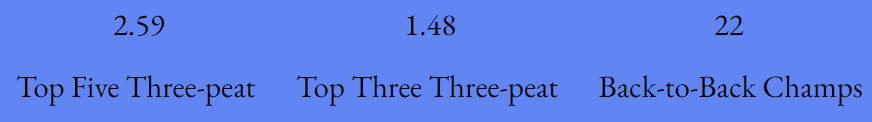 2.59 1.48 22
Top Five Three-peat Top Three Three-peat Back-to-Back Champs